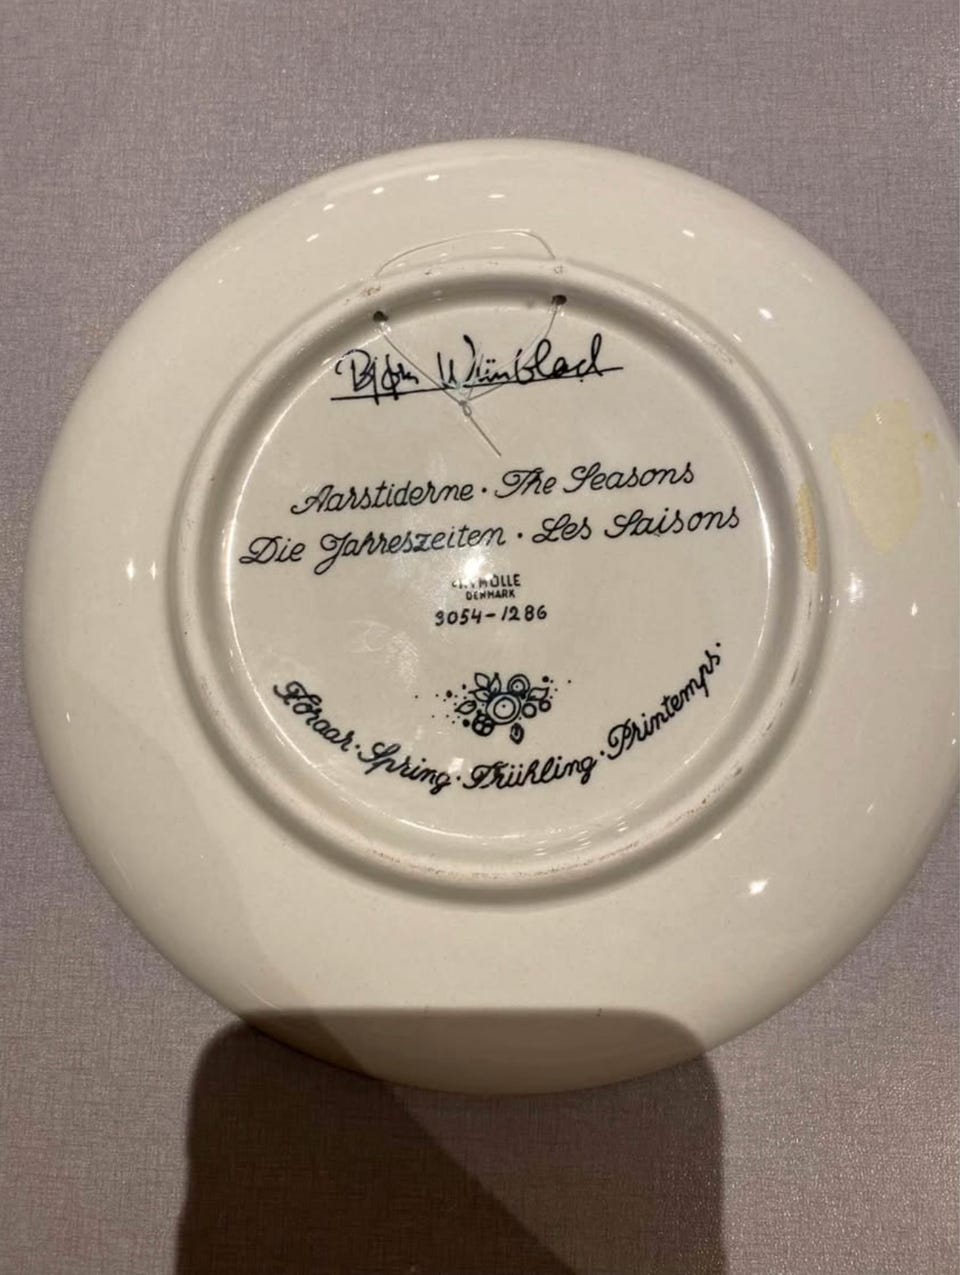 Bjørn Wiinblad
Aarstiderne · The Seasons
Die Jahreszeiten · Les Saisons
DENMARK
3054-1286
Foraar · Spring · Frühling · Printemps ·